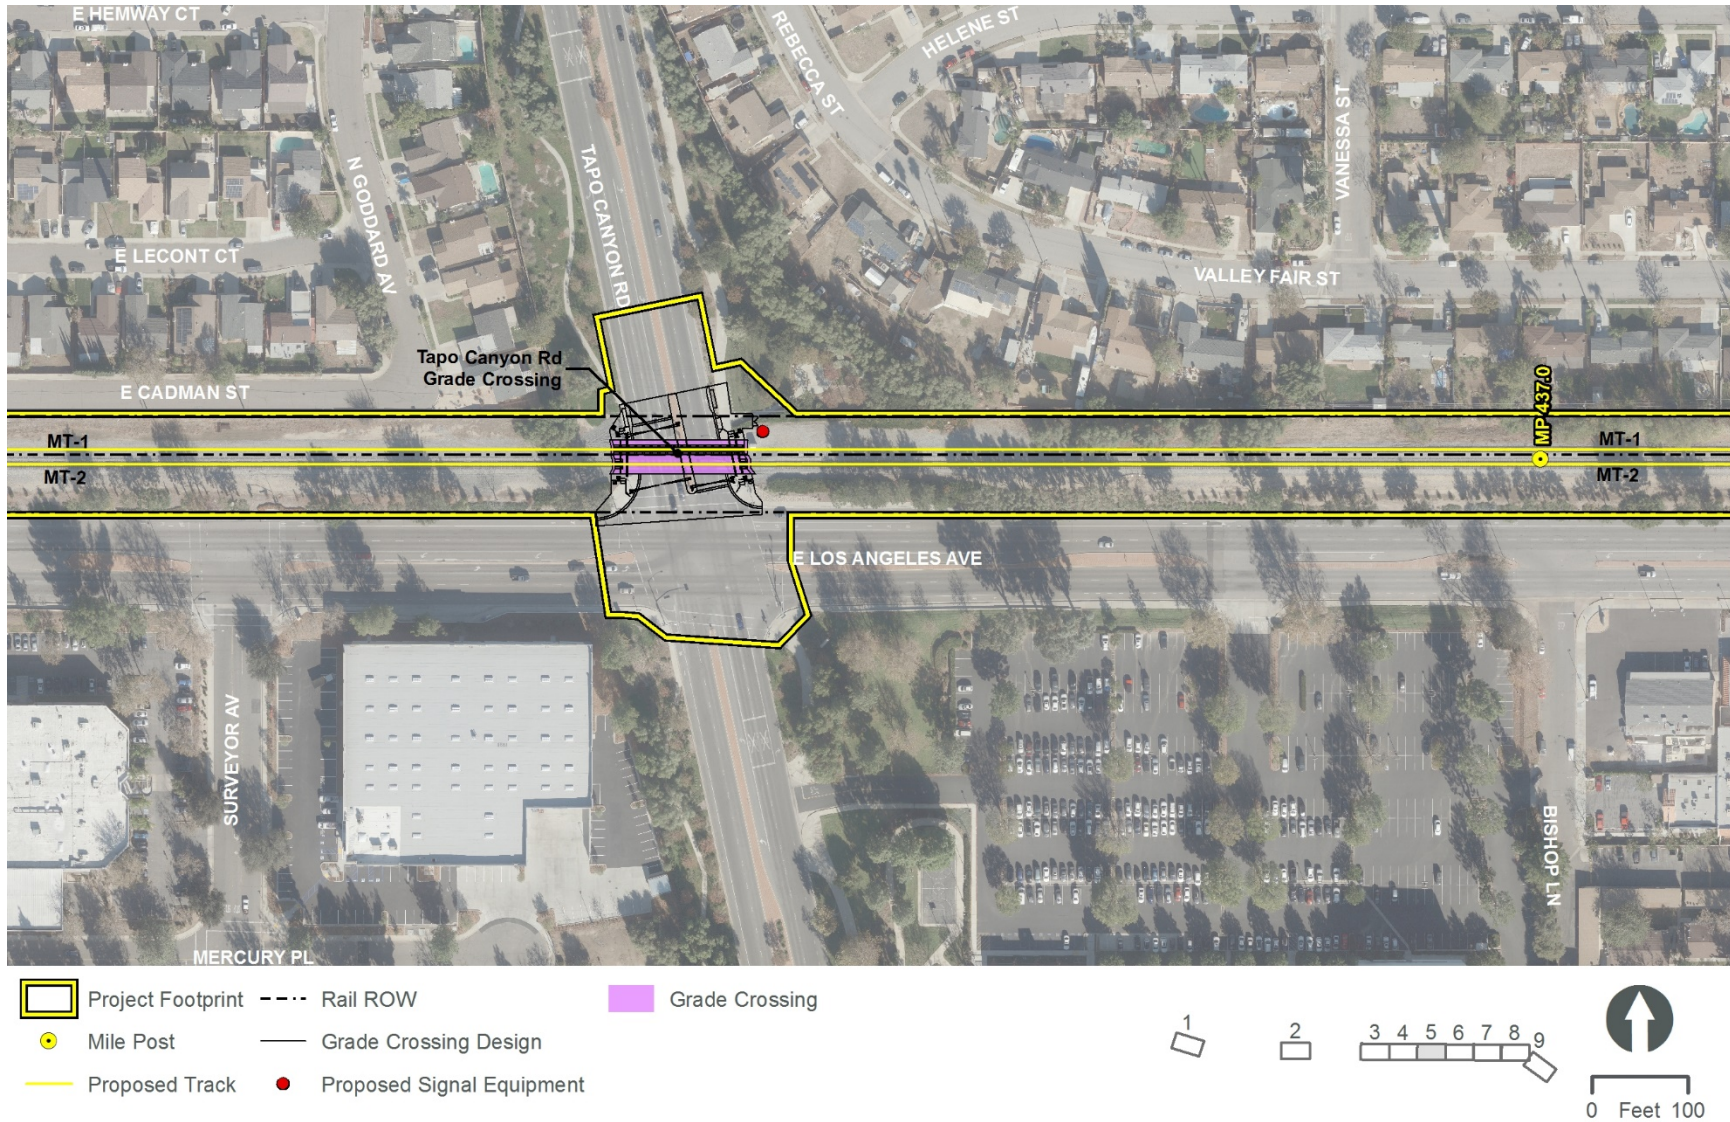 E HEMWAY CT
REBECCA ST
HELENE ST
VANESSA ST
N GODDARD AV
TAPO CANYON RD
E LECONT CT
VALLEY FAIR ST
Tapo Canyon Rd
Grade Crossing
E CADMAN ST
MP 437.0
MT-1
MT-1
MT-2
MT-2
E LOS ANGELES AVE
SURVEYOR AV
BISHOP LN
MERCURY PL
Project Footprint
Rail ROW
Grade Crossing
Mile Post
Grade Crossing Design
Proposed Track
Proposed Signal Equipment
1 2 3 4 5 6 7 8 9
0 Feet 100